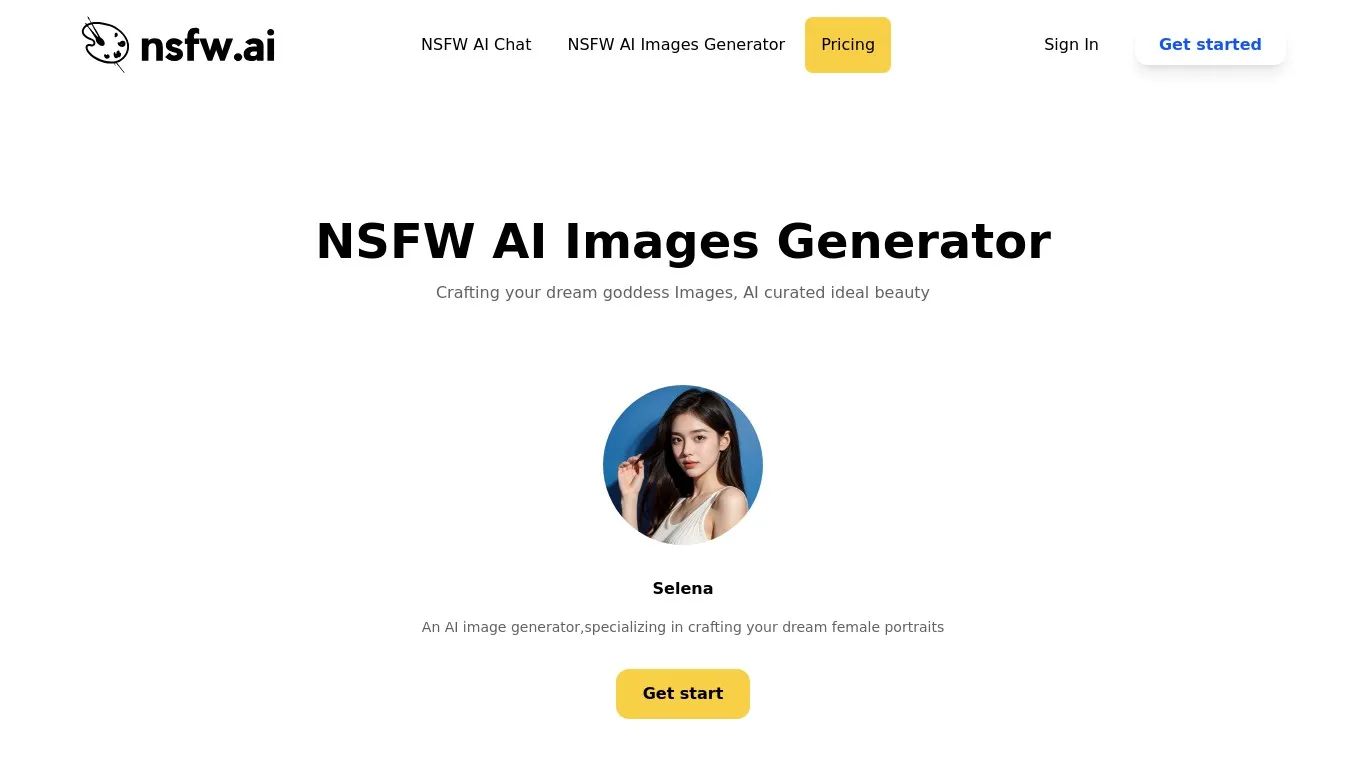 nsfw.ai
NSFW AI Chat
NSFW AI Images Generator
Pricing
Sign In
Get started
NSFW AI Images Generator
Crafting your dream goddess Images, AI curated ideal beauty
Selena
An AI image generator,specializing in crafting your dream female portraits
Get start